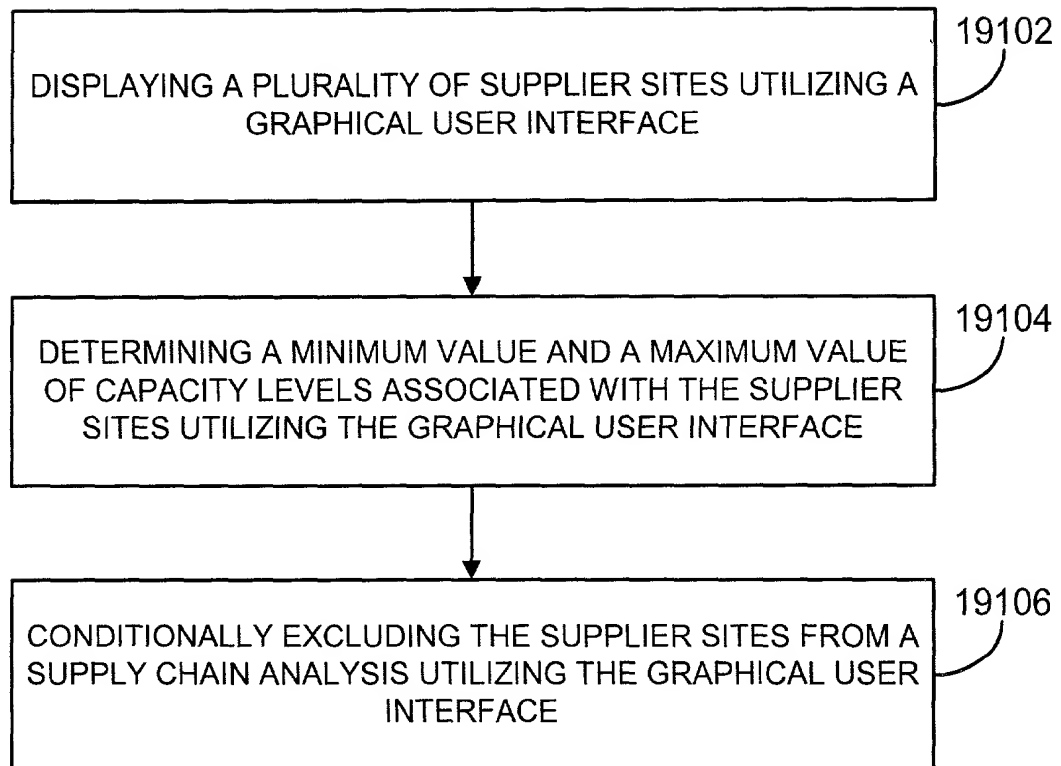 19102
DISPLAYING A PLURALITY OF SUPPLIER SITES UTILIZING A
GRAPHICAL USER INTERFACE
19104
DETERMINING A MINIMUM VALUE AND A MAXIMUM VALUE
OF CAPACITY LEVELS ASSOCIATED WITH THE SUPPLIER
SITES UTILIZING THE GRAPHICAL USER INTERFACE
19106
CONDITIONALLY EXCLUDING THE SUPPLIER SITES FROM A
SUPPLY CHAIN ANALYSIS UTILIZING THE GRAPHICAL USER
INTERFACE